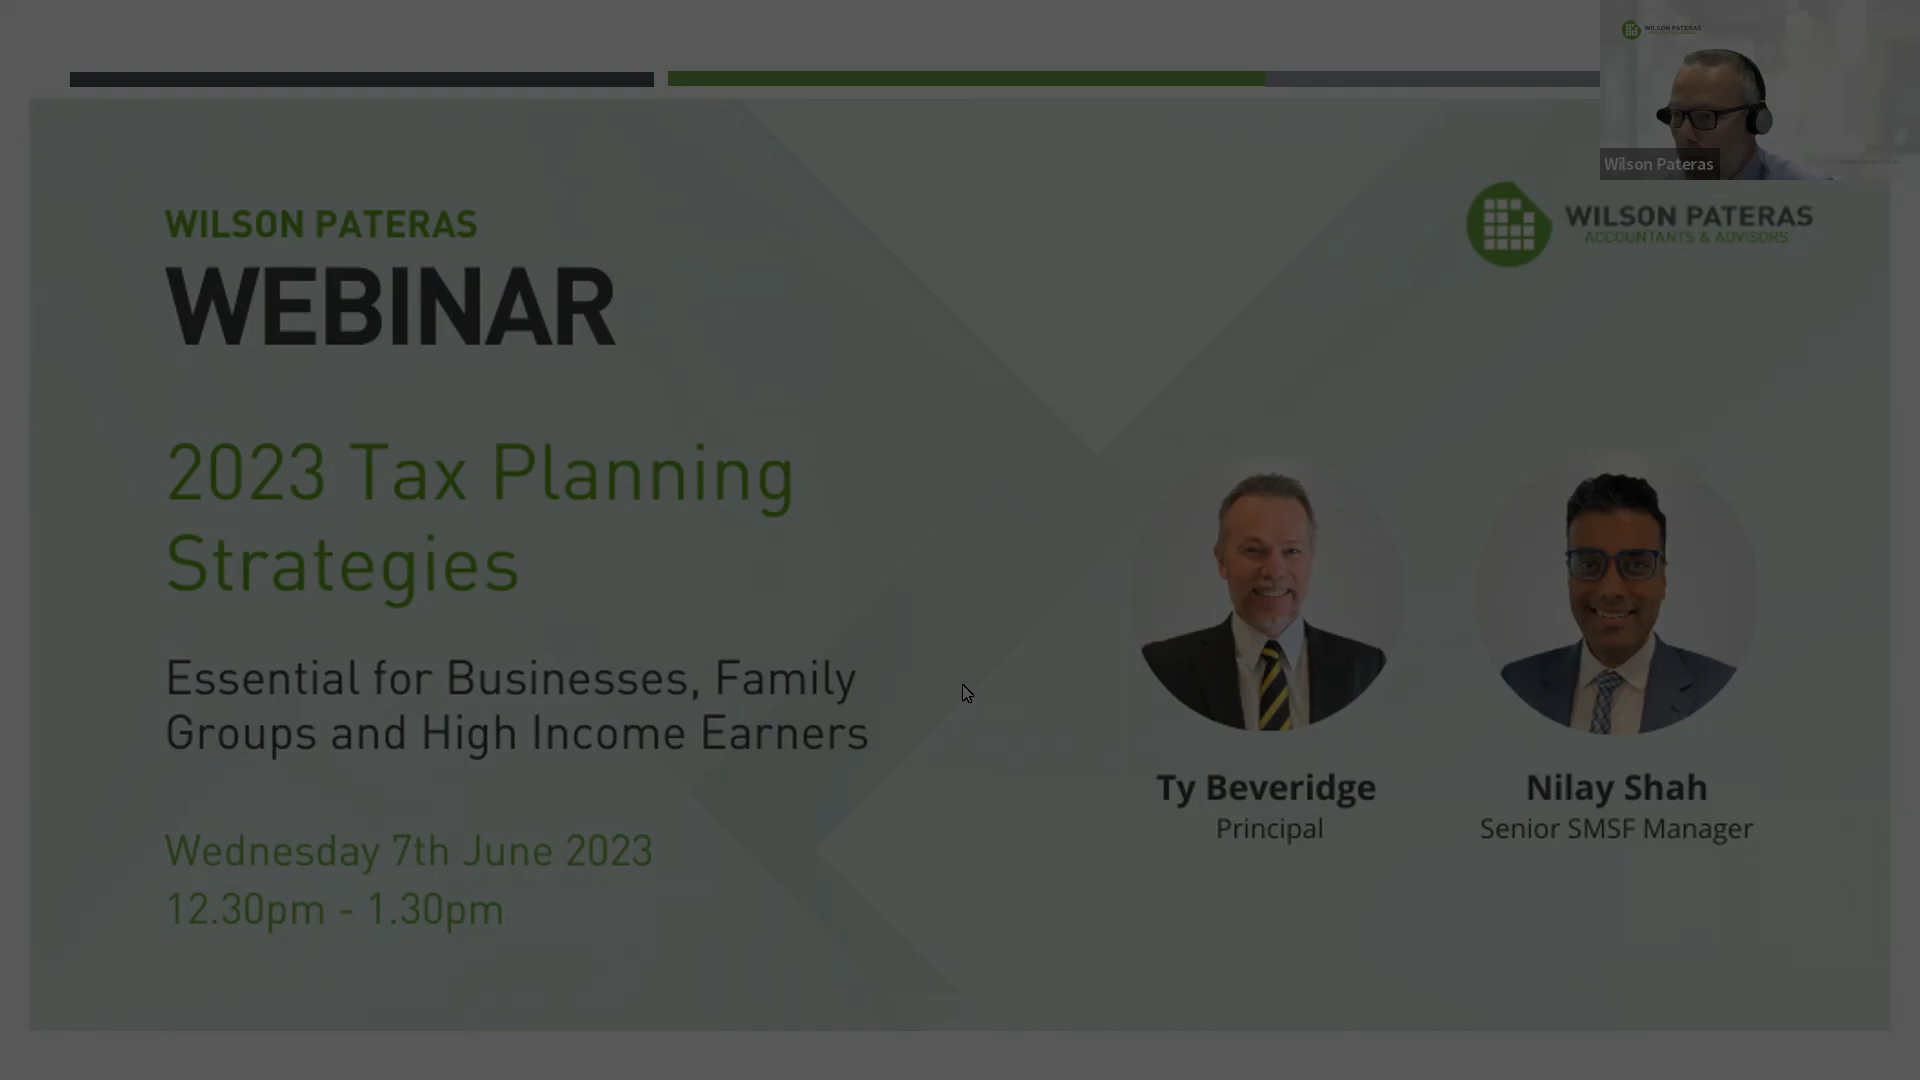 WILSON PATERAS
Wilson Pateras
WILSON PATERAS
WEBINAR
WILSON PATERAS
ACCOUNTANTS & ADVISORS
2023 Tax Planning
Strategies
Essential for Businesses, Family
Groups and High Income Earners
Wednesday 7th June 2023
12.30pm - 1.30pm
Ty Beveridge
Principal
Nilay Shah
Senior SMSF Manager